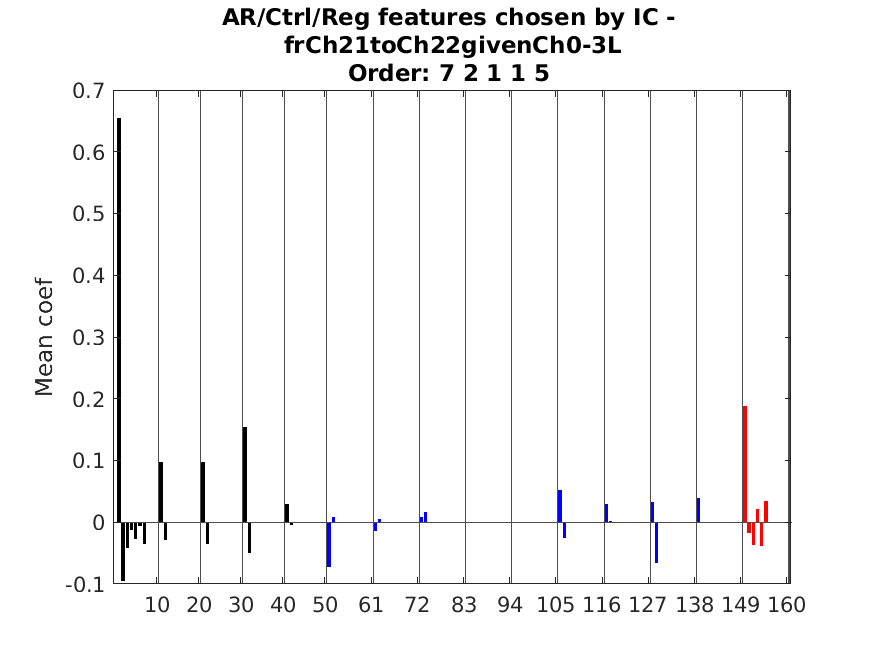 AR/Ctrl/Reg features chosen by IC -
frCh21toCh22givenCh0-3L
Order: 7 2 1 1 5
0.7
0.6
0.5
0.4
0.3
0.2
0.1
0
-0.1
Mean coef
10 20 30 40 50 61 72 83 94 105 116 127 138 149 160